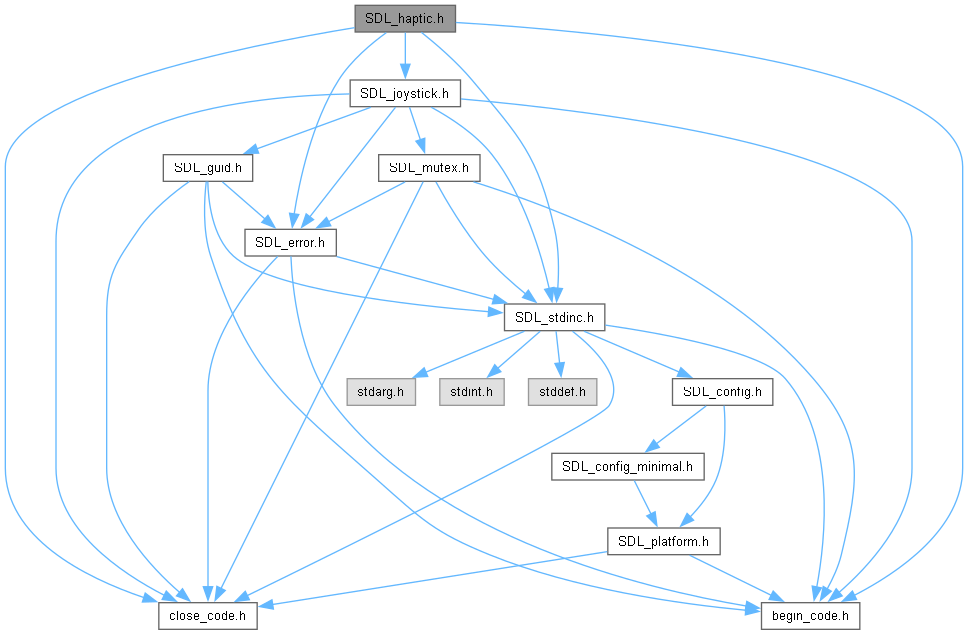 SDL_haptic.h
SDL_joystick.h
SDL_guid.h
SDL_mutex.h
SDL_error.h
SDL_stdinc.h
stdarg.h
stdint.h
stddef.h
SDL_config.h
SDL_config_minimal.h
SDL_platform.h
close_code.h
begin_code.h